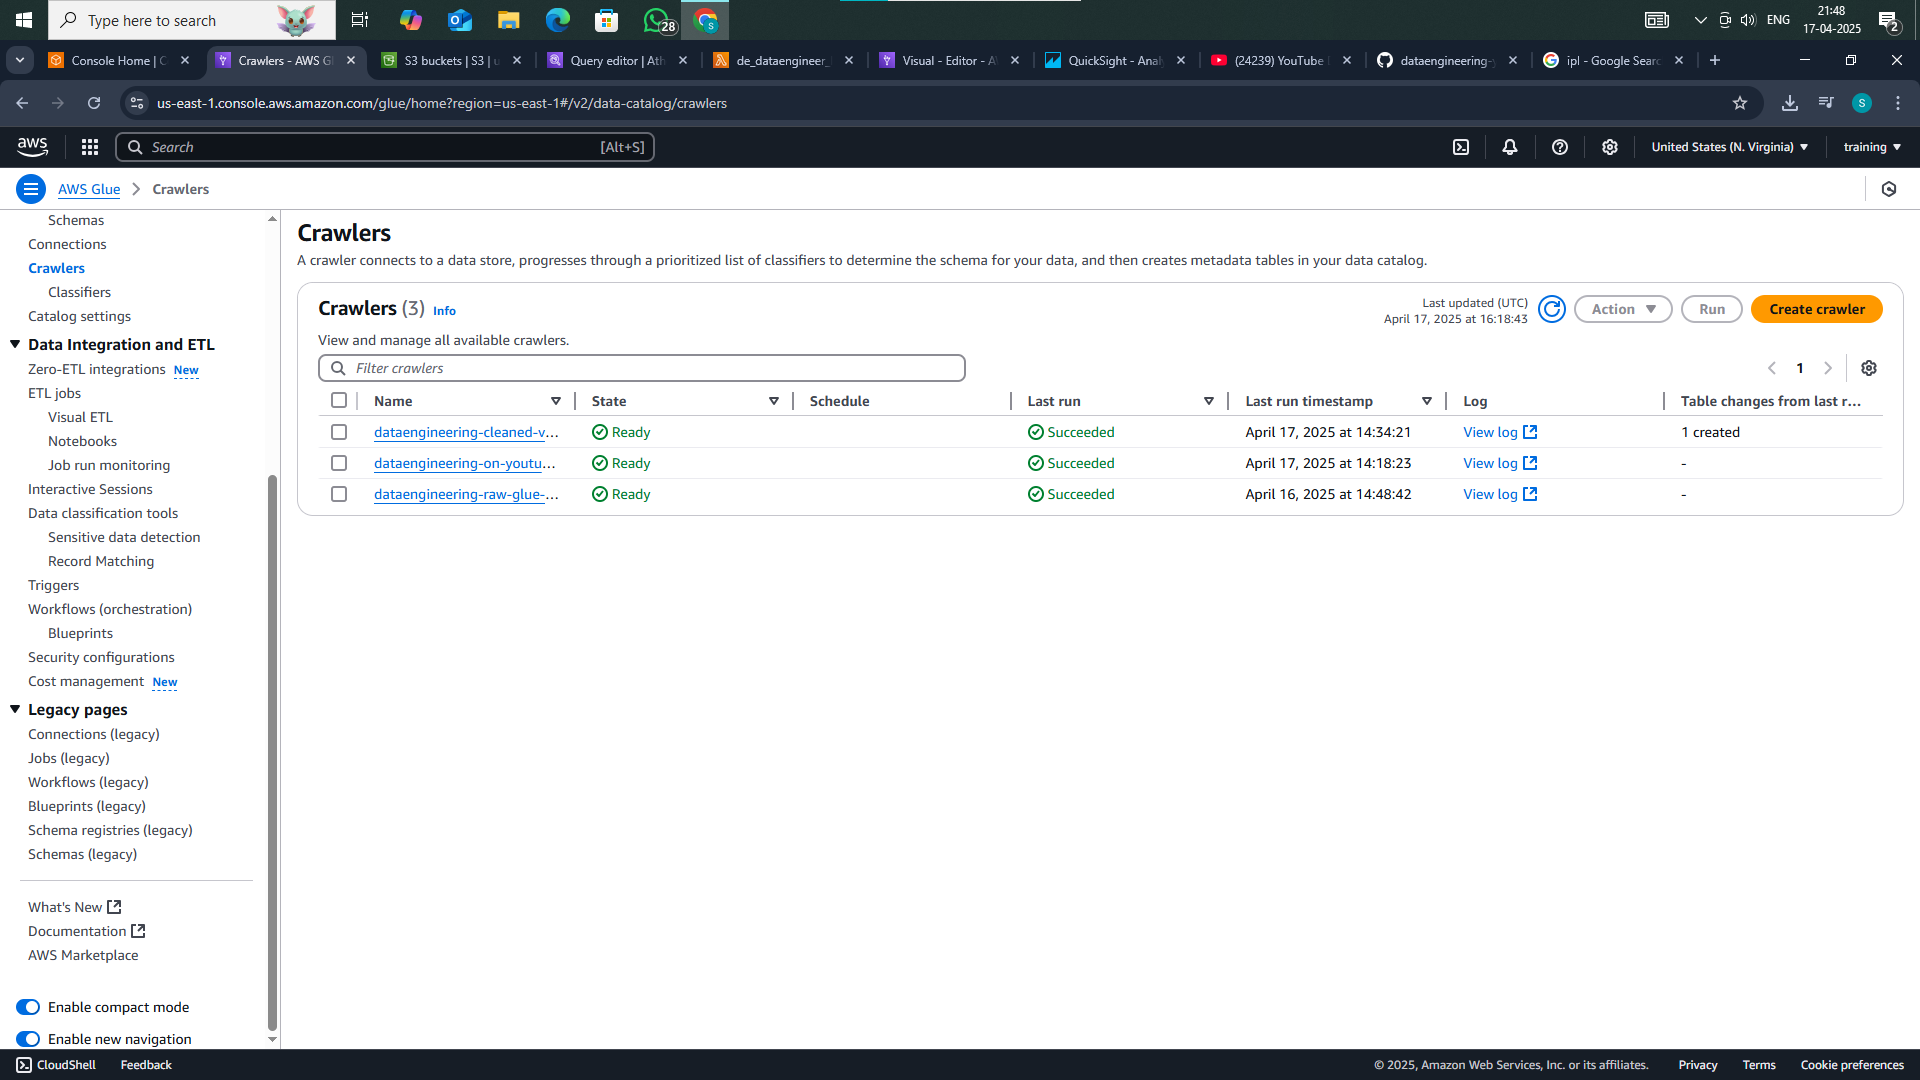 Type here to search
28
S
ENG
21:48
17-04-2025
2
Console Home | C
Crawlers - AWS Gl
S3 buckets | S3 | u
Query editor | Ath
de_dataengineer_
Visual - Editor - A
QuickSight - Anal
(24239) YouTube
dataengineering-
ipl - Google Searc
us-east-1.console.aws.amazon.com/glue/home?region=us-east-1#/v2/data-catalog/crawlers
S
aws
Search
[Alt+S]
United States (N. Virginia)
training
AWS Glue
Crawlers
Schemas
Connections
Crawlers
Classifiers
Catalog settings
Data Integration and ETL
Zero-ETL integrations New
ETL jobs
Visual ETL
Notebooks
Job run monitoring
Interactive Sessions
Data classification tools
Sensitive data detection
Record Matching
Triggers
Workflows (orchestration)
Blueprints
Security configurations
Cost management New
Legacy pages
Connections (legacy)
Jobs (legacy)
Workflows (legacy)
Blueprints (legacy)
Schema registries (legacy)
Schemas (legacy)
What's New
Documentation
AWS Marketplace
Enable compact mode
Enable new navigation
Crawlers
A crawler connects to a data store, progresses through a prioritized list of classifiers to determine the schema for your data, and then creates metadata tables in your data catalog.
Crawlers (3) Info
Last updated (UTC)
April 17, 2025 at 16:18:43
Action
Run
Create crawler
View and manage all available crawlers.
Filter crawlers
1
Name State Schedule Last run Last run timestamp Log Table changes from last r...
dataengineering-cleaned-v... Ready Succeeded April 17, 2025 at 14:34:21 View log 1 created
dataengineering-on-youtu... Ready Succeeded April 17, 2025 at 14:18:23 View log -
dataengineering-raw-glue-... Ready Succeeded April 16, 2025 at 14:48:42 View log -
CloudShell
Feedback
© 2025, Amazon Web Services, Inc. or its affiliates.
Privacy
Terms
Cookie preferences